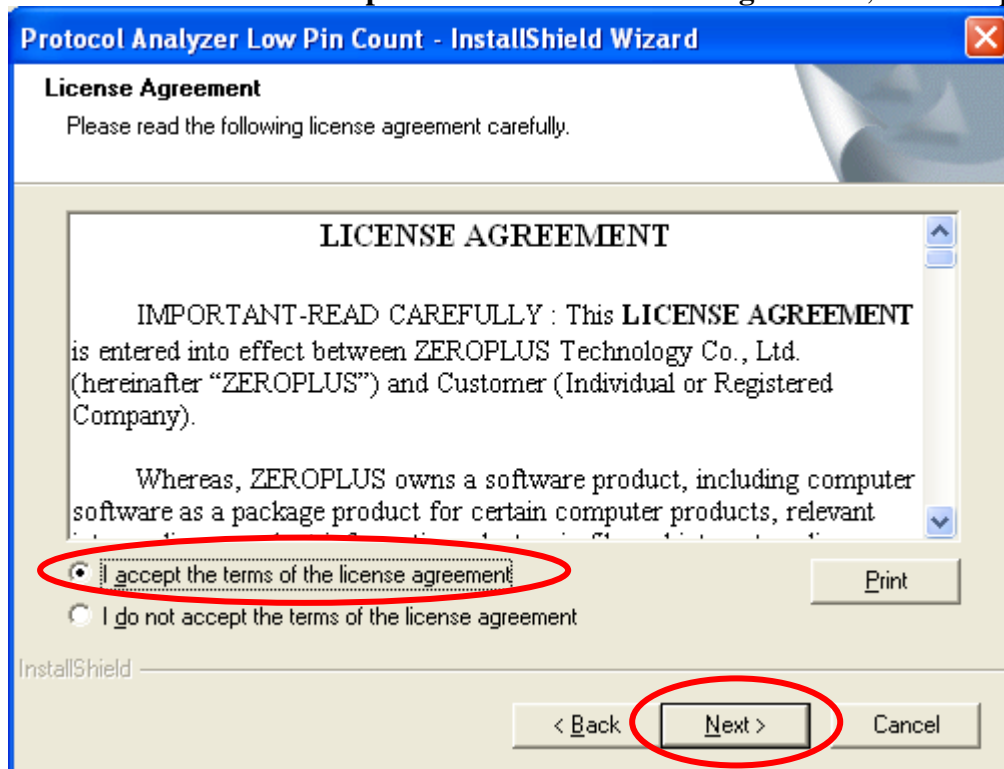 Protocol Analyzer Low Pin Count - InstallShield Wizard
License Agreement
Please read the following license agreement carefully.
LICENSE AGREEMENT
IMPORTANT-READ CAREFULLY : This LICENSE AGREEMENT
is entered into effect between ZEROPLUS Technology Co., Ltd.
(hereinafter “ZEROPLUS”) and Customer (Individual or Registered
Company).
Whereas, ZEROPLUS owns a software product, including computer
software as a package product for certain computer products, relevant
I accept the terms of the license agreement
Print
I do not accept the terms of the license agreement
InstallShield
< Back
Next >
Cancel